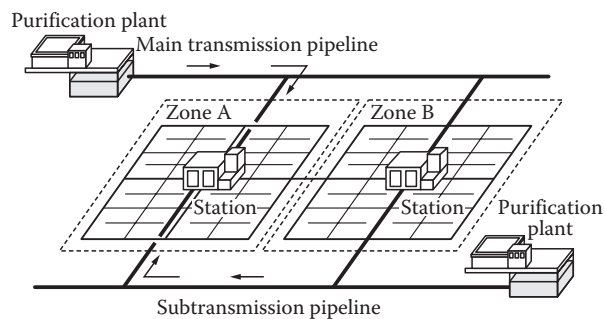 Purification plant
Main transmission pipeline
Zone A
Zone B
Station
Station
Purification
plant
Subtransmission pipeline